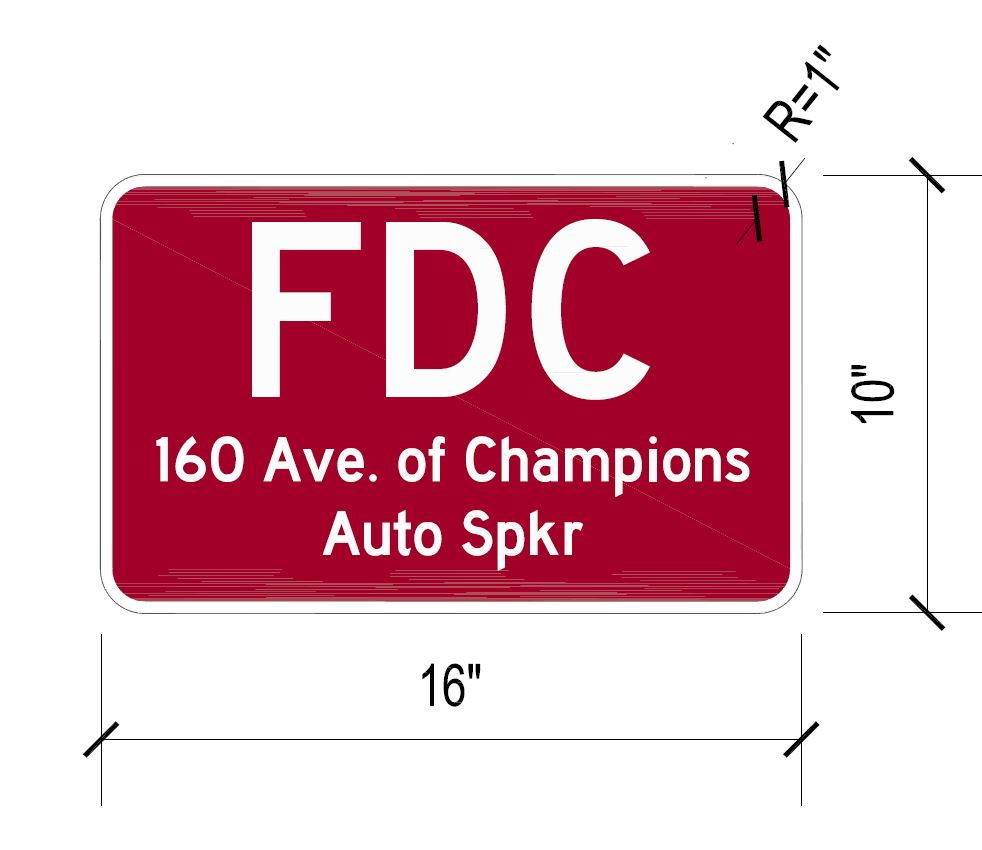 R=1"
FDC
160 Ave. of Champions
Auto Spkr
10"
16"